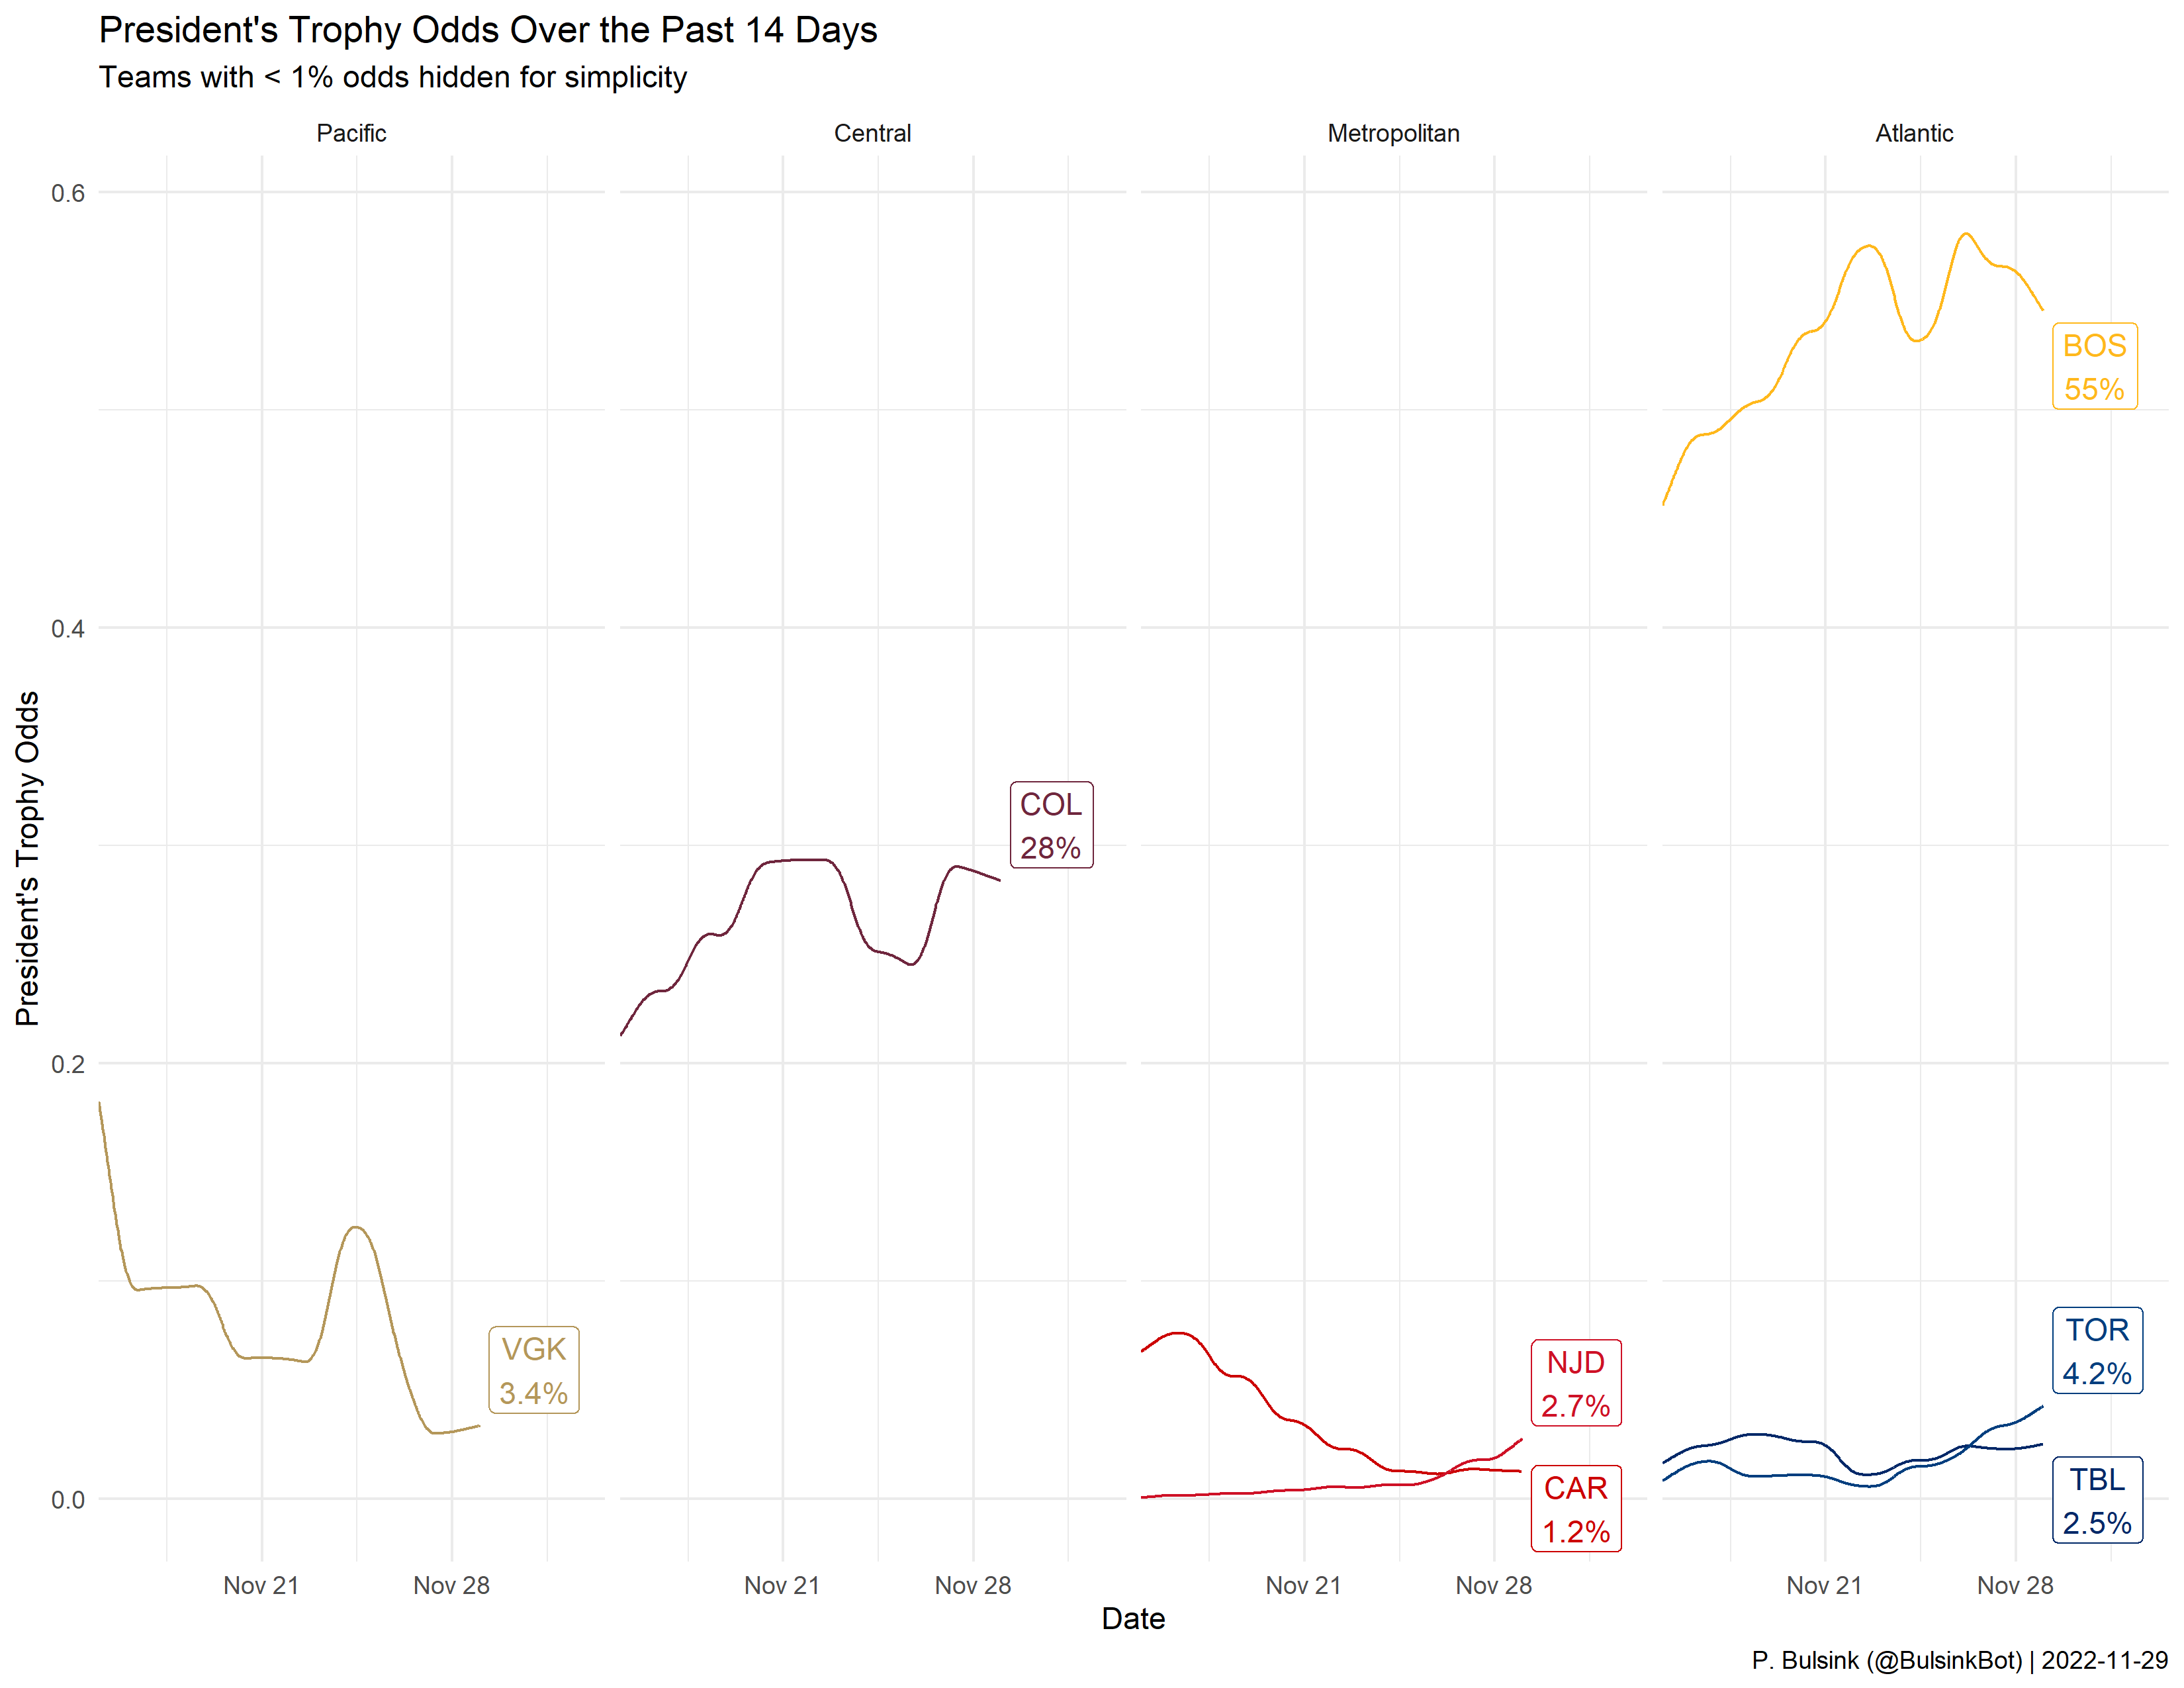 President's Trophy Odds Over the Past 14 Days
Teams with < 1% odds hidden for simplicity
Pacific
Central
Metropolitan
Atlantic
0.6
0.4
0.2
0.0
President's Trophy Odds
BOS
55%
COL
28%
VGK
3.4%
NJD
2.7%
CAR
1.2%
TOR
4.2%
TBL
2.5%
Nov 21
Nov 28
Nov 21
Nov 28
Nov 21
Nov 28
Nov 21
Nov 28
Date
P. Bulsink (@BulsinkBot) | 2022-11-29